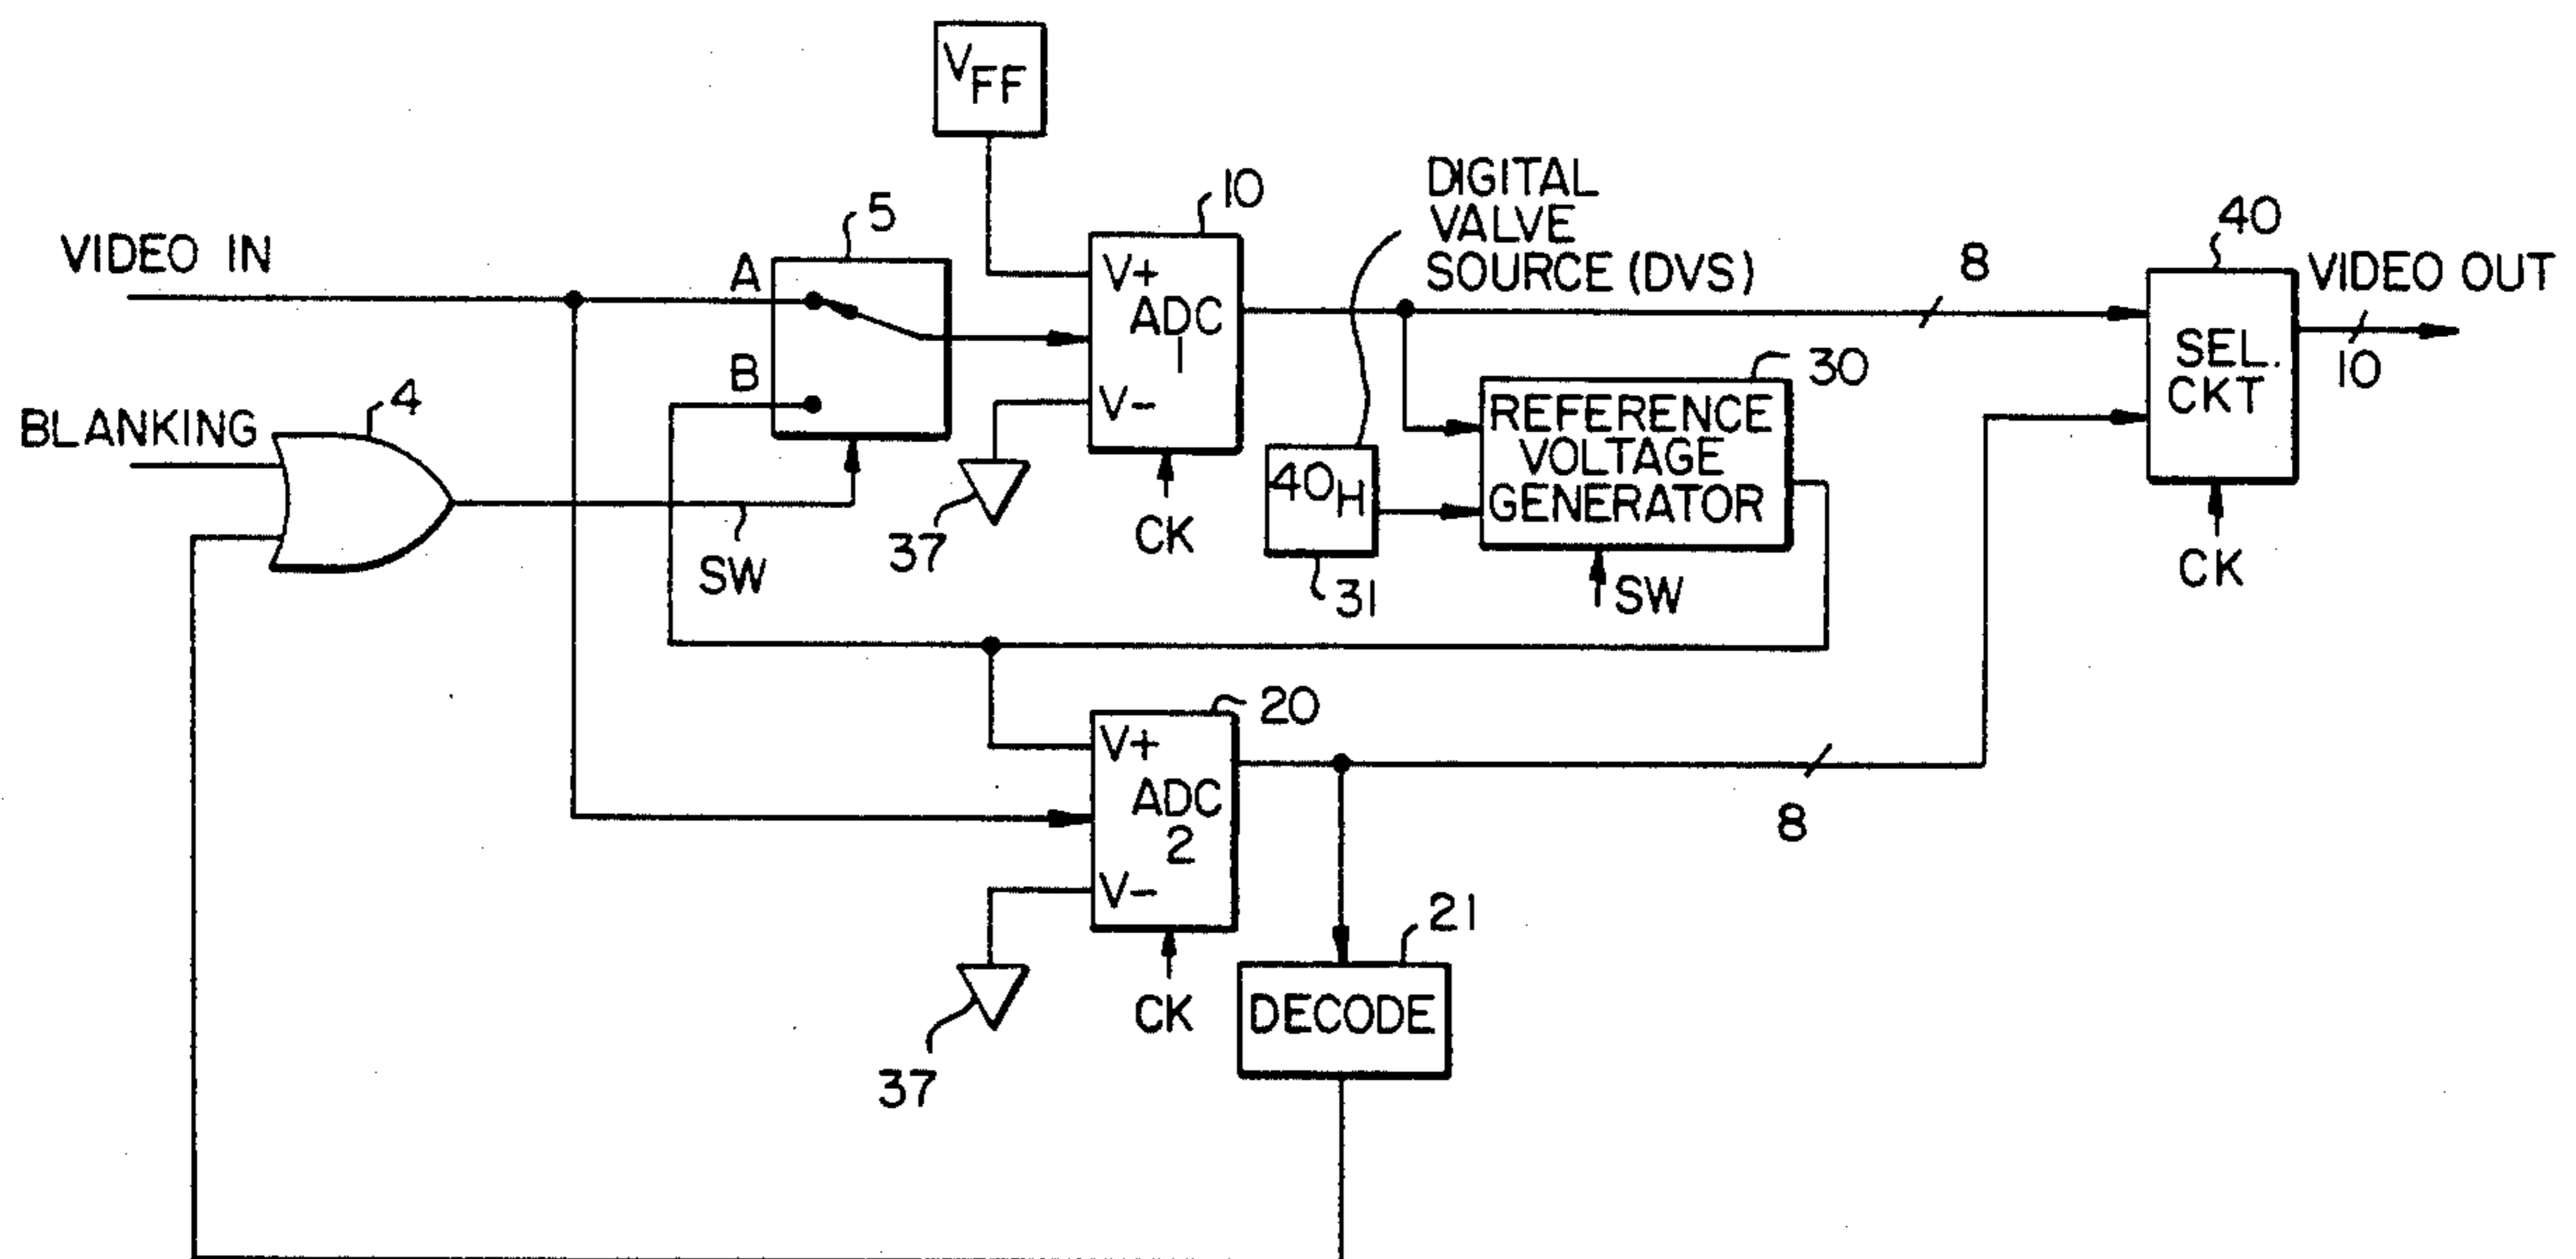 V FF
VIDEO IN
5
A
B
BLANKING
4
SW
10
V+
ADC
1
V-
CK
37
DIGITAL
VALVE
SOURCE (DVS)
8
40
VIDEO OUT
SEL.
CKT
10
CK
30
REFERENCE
VOLTAGE
GENERATOR
40H
31
SW
20
V+
ADC
2
V-
8
CK
37
21
DECODE